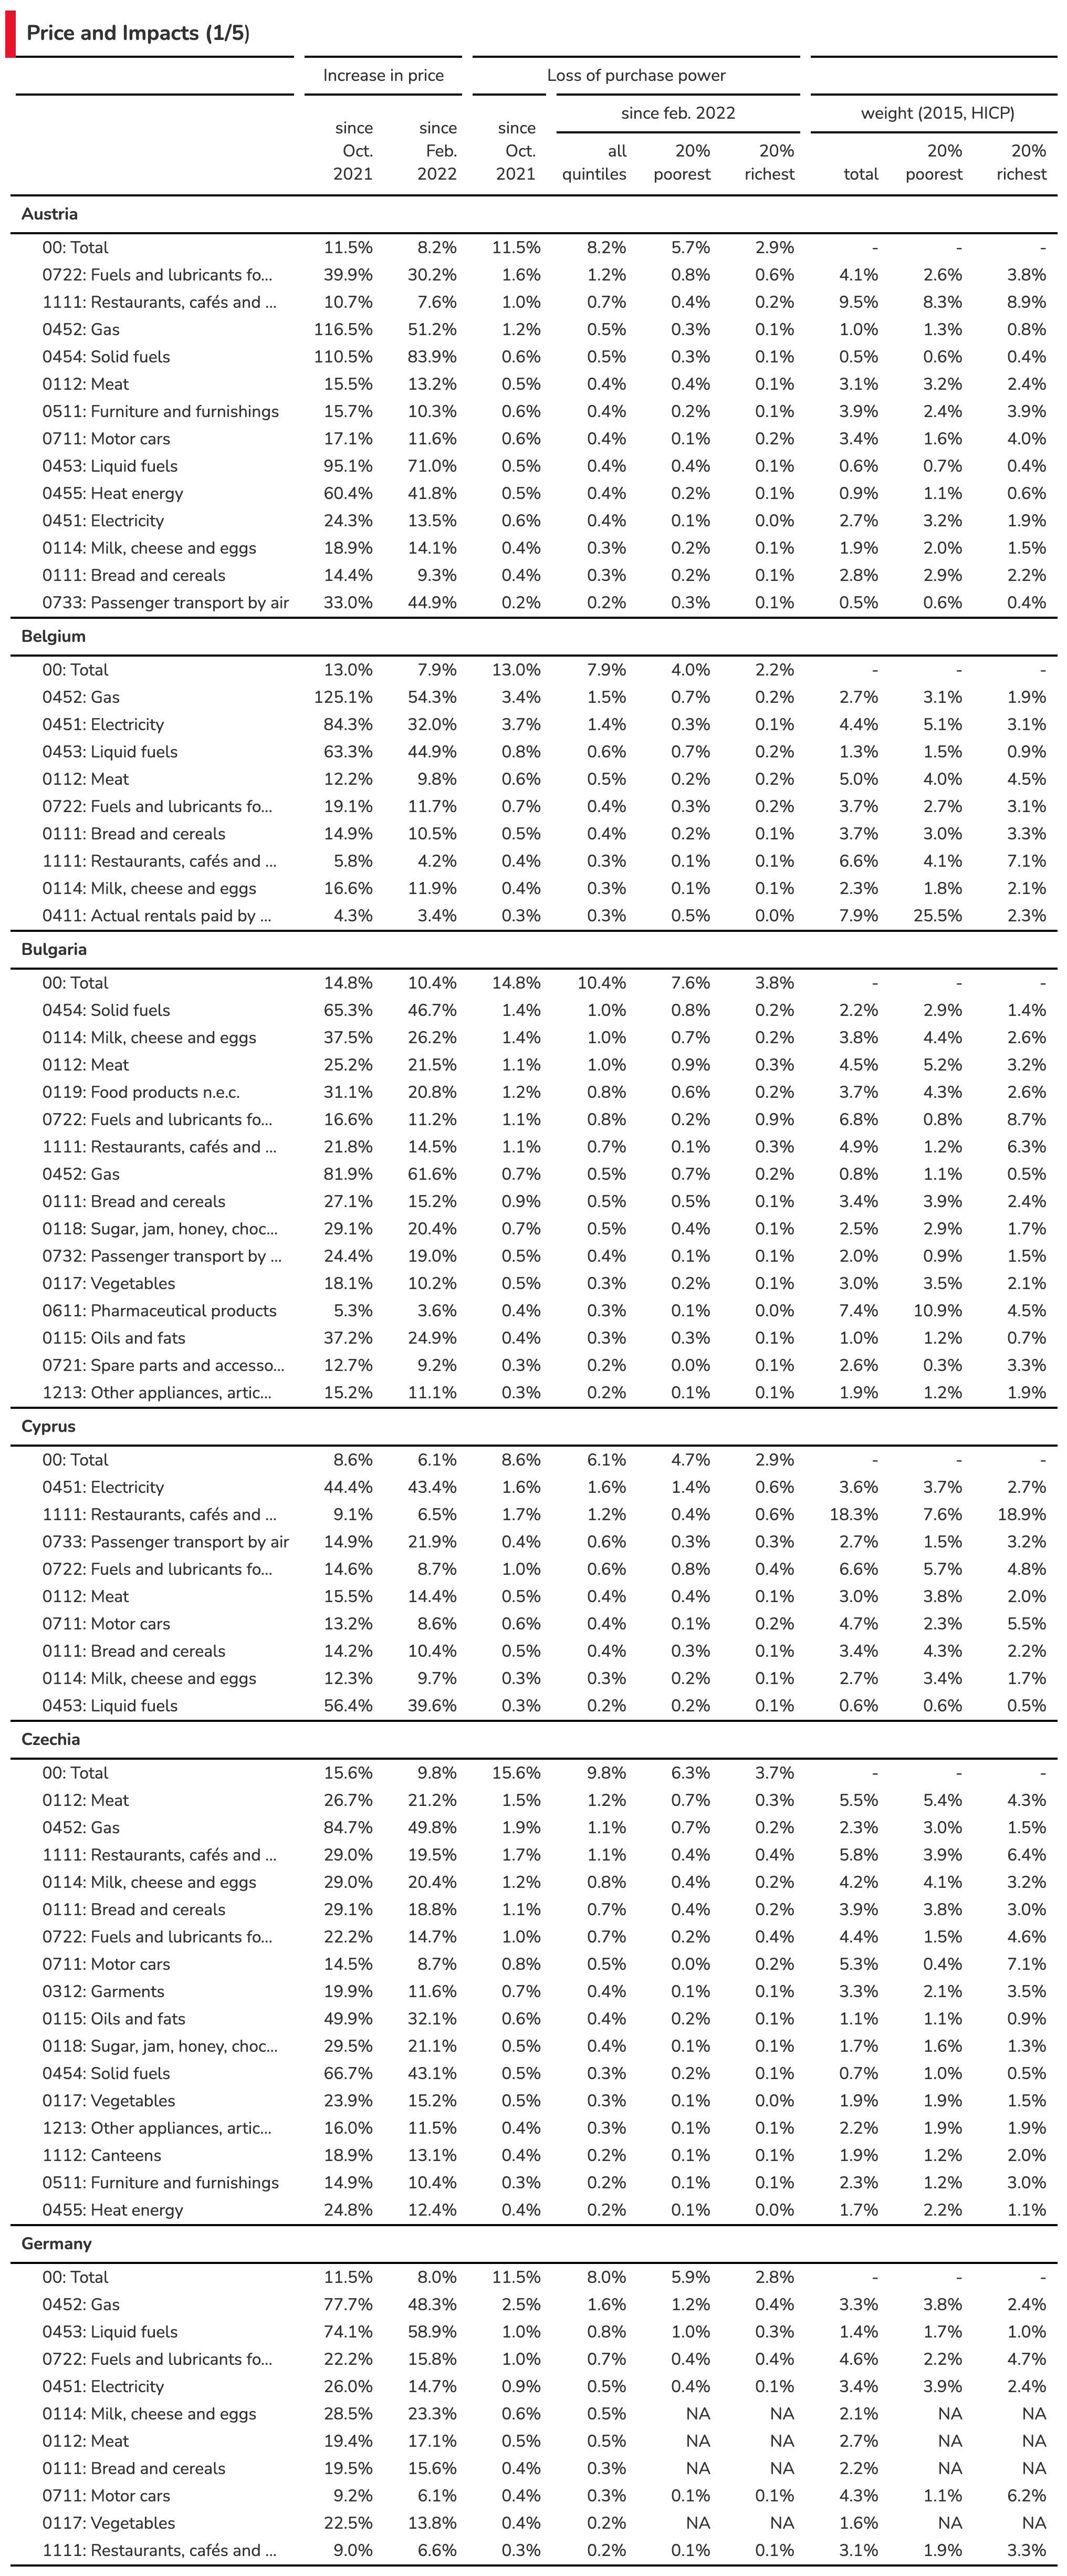 Price and Impacts (1/5)
Increase in price Loss of purchase power
since feb. 2022 weight (2015, HICP)
since since since
Oct. Feb. Oct. all 20% 20% 20% 20%
2021 2022 2021 quintiles poorest richest total poorest richest
Austria
00: Total 11.5% 8.2% 11.5% 8.2% 5.7% 2.9% - - -
0722: Fuels and lubricants fo... 39.9% 30.2% 1.6% 1.2% 0.8% 0.6% 4.1% 2.6% 3.8%
1111: Restaurants, cafés and ... 10.7% 7.6% 1.0% 0.7% 0.4% 0.2% 9.5% 8.3% 8.9%
0452: Gas 116.5% 51.2% 1.2% 0.5% 0.3% 0.1% 1.0% 1.3% 0.8%
0454: Solid fuels 110.5% 83.9% 0.6% 0.5% 0.3% 0.1% 0.5% 0.6% 0.4%
0112: Meat 15.5% 13.2% 0.5% 0.4% 0.4% 0.1% 3.1% 3.2% 2.4%
0511: Furniture and furnishings 15.7% 10.3% 0.6% 0.4% 0.2% 0.1% 3.9% 2.4% 3.9%
0711: Motor cars 17.1% 11.6% 0.6% 0.4% 0.1% 0.2% 3.4% 1.6% 4.0%
0453: Liquid fuels 95.1% 71.0% 0.5% 0.4% 0.4% 0.1% 0.6% 0.7% 0.4%
0455: Heat energy 60.4% 41.8% 0.5% 0.4% 0.2% 0.1% 0.9% 1.1% 0.6%
0451: Electricity 24.3% 13.5% 0.6% 0.4% 0.1% 0.0% 2.7% 3.2% 1.9%
0114: Milk, cheese and eggs 18.9% 14.1% 0.4% 0.3% 0.2% 0.1% 1.9% 2.0% 1.5%
0111: Bread and cereals 14.4% 9.3% 0.4% 0.3% 0.2% 0.1% 2.8% 2.9% 2.2%
0733: Passenger transport by air 33.0% 44.9% 0.2% 0.2% 0.3% 0.1% 0.5% 0.6% 0.4%
Belgium
00: Total 13.0% 7.9% 13.0% 7.9% 4.0% 2.2% - - -
0452: Gas 125.1% 54.3% 3.4% 1.5% 0.7% 0.2% 2.7% 3.1% 1.9%
0451: Electricity 84.3% 32.0% 3.7% 1.4% 0.3% 0.1% 4.4% 5.1% 3.1%
0453: Liquid fuels 63.3% 44.9% 0.8% 0.6% 0.7% 0.2% 1.3% 1.5% 0.9%
0112: Meat 12.2% 9.8% 0.6% 0.5% 0.2% 0.2% 5.0% 4.0% 4.5%
0722: Fuels and lubricants fo... 19.1% 11.7% 0.7% 0.4% 0.3% 0.2% 3.7% 2.7% 3.1%
0111: Bread and cereals 14.9% 10.5% 0.5% 0.4% 0.2% 0.1% 3.7% 3.0% 3.3%
1111: Restaurants, cafés and ... 5.8% 4.2% 0.4% 0.3% 0.1% 0.1% 6.6% 4.1% 7.1%
0114: Milk, cheese and eggs 16.6% 11.9% 0.4% 0.3% 0.1% 0.1% 2.3% 1.8% 2.1%
0411: Actual rentals paid by ... 4.3% 3.4% 0.3% 0.3% 0.5% 0.0% 7.9% 25.5% 2.3%
Bulgaria
00: Total 14.8% 10.4% 14.8% 10.4% 7.6% 3.8% - - -
0454: Solid fuels 65.3% 46.7% 1.4% 1.0% 0.8% 0.2% 2.2% 2.9% 1.4%
0114: Milk, cheese and eggs 37.5% 26.2% 1.4% 1.0% 0.7% 0.2% 3.8% 4.4% 2.6%
0112: Meat 25.2% 21.5% 1.1% 1.0% 0.9% 0.3% 4.5% 5.2% 3.2%
0119: Food products n.e.c. 31.1% 20.8% 1.2% 0.8% 0.6% 0.2% 3.7% 4.3% 2.6%
0722: Fuels and lubricants fo... 16.6% 11.2% 1.1% 0.8% 0.2% 0.9% 6.8% 0.8% 8.7%
1111: Restaurants, cafés and ... 21.8% 14.5% 1.1% 0.7% 0.1% 0.3% 4.9% 1.2% 6.3%
0452: Gas 81.9% 61.6% 0.7% 0.5% 0.7% 0.2% 0.8% 1.1% 0.5%
0111: Bread and cereals 27.1% 15.2% 0.9% 0.5% 0.5% 0.1% 3.4% 3.9% 2.4%
0118: Sugar, jam, honey, choc... 29.1% 20.4% 0.7% 0.5% 0.4% 0.1% 2.5% 2.9% 1.7%
0732: Passenger transport by ... 24.4% 19.0% 0.5% 0.4% 0.1% 0.1% 2.0% 0.9% 1.5%
0117: Vegetables 18.1% 10.2% 0.5% 0.3% 0.2% 0.1% 3.0% 3.5% 2.1%
0611: Pharmaceutical products 5.3% 3.6% 0.4% 0.3% 0.1% 0.0% 7.4% 10.9% 4.5%
0115: Oils and fats 37.2% 24.9% 0.4% 0.3% 0.3% 0.1% 1.0% 1.2% 0.7%
0721: Spare parts and accesso... 12.7% 9.2% 0.3% 0.2% 0.0% 0.1% 2.6% 0.3% 3.3%
1213: Other appliances, artic... 15.2% 11.1% 0.3% 0.2% 0.1% 0.1% 1.9% 1.2% 1.9%
Cyprus
00: Total 8.6% 6.1% 8.6% 6.1% 4.7% 2.9% - - -
0451: Electricity 44.4% 43.4% 1.6% 1.6% 1.4% 0.6% 3.6% 3.7% 2.7%
1111: Restaurants, cafés and ... 9.1% 6.5% 1.7% 1.2% 0.4% 0.6% 18.3% 7.6% 18.9%
0733: Passenger transport by air 14.9% 21.9% 0.4% 0.6% 0.3% 0.3% 2.7% 1.5% 3.2%
0722: Fuels and lubricants fo... 14.6% 8.7% 1.0% 0.6% 0.8% 0.4% 6.6% 5.7% 4.8%
0112: Meat 15.5% 14.4% 0.5% 0.4% 0.4% 0.1% 3.0% 3.8% 2.0%
0711: Motor cars 13.2% 8.6% 0.6% 0.4% 0.1% 0.2% 4.7% 2.3% 5.5%
0111: Bread and cereals 14.2% 10.4% 0.5% 0.4% 0.3% 0.1% 3.4% 4.3% 2.2%
0114: Milk, cheese and eggs 12.3% 9.7% 0.3% 0.3% 0.2% 0.1% 2.7% 3.4% 1.7%
0453: Liquid fuels 56.4% 39.6% 0.3% 0.2% 0.2% 0.1% 0.6% 0.6% 0.5%
Czechia
00: Total 15.6% 9.8% 15.6% 9.8% 6.3% 3.7% - - -
0112: Meat 26.7% 21.2% 1.5% 1.2% 0.7% 0.3% 5.5% 5.4% 4.3%
0452: Gas 84.7% 49.8% 1.9% 1.1% 0.7% 0.2% 2.3% 3.0% 1.5%
1111: Restaurants, cafés and ... 29.0% 19.5% 1.7% 1.1% 0.4% 0.4% 5.8% 3.9% 6.4%
0114: Milk, cheese and eggs 29.0% 20.4% 1.2% 0.8% 0.4% 0.2% 4.2% 4.1% 3.2%
0111: Bread and cereals 29.1% 18.8% 1.1% 0.7% 0.4% 0.2% 3.9% 3.8% 3.0%
0722: Fuels and lubricants fo... 22.2% 14.7% 1.0% 0.7% 0.2% 0.4% 4.4% 1.5% 4.6%
0711: Motor cars 14.5% 8.7% 0.8% 0.5% 0.0% 0.2% 5.3% 0.4% 7.1%
0312: Garments 19.9% 11.6% 0.7% 0.4% 0.1% 0.1% 3.3% 2.1% 3.5%
0115: Oils and fats 49.9% 32.1% 0.6% 0.4% 0.2% 0.1% 1.1% 1.1% 0.9%
0118: Sugar, jam, honey, choc... 29.5% 21.1% 0.5% 0.4% 0.1% 0.1% 1.7% 1.6% 1.3%
0454: Solid fuels 66.7% 43.1% 0.5% 0.3% 0.2% 0.1% 0.7% 1.0% 0.5%
0117: Vegetables 23.9% 15.2% 0.5% 0.3% 0.1% 0.0% 1.9% 1.9% 1.5%
1213: Other appliances, artic... 16.0% 11.5% 0.4% 0.3% 0.1% 0.1% 2.2% 1.9% 1.9%
1112: Canteens 18.9% 13.1% 0.4% 0.2% 0.1% 0.1% 1.9% 1.2% 2.0%
0511: Furniture and furnishings 14.9% 10.4% 0.3% 0.2% 0.1% 0.1% 2.3% 1.2% 3.0%
0455: Heat energy 24.8% 12.4% 0.4% 0.2% 0.1% 0.0% 1.7% 2.2% 1.1%
Germany
00: Total 11.5% 8.0% 11.5% 8.0% 5.9% 2.8% - - -
0452: Gas 77.7% 48.3% 2.5% 1.6% 1.2% 0.4% 3.3% 3.8% 2.4%
0453: Liquid fuels 74.1% 58.9% 1.0% 0.8% 1.0% 0.3% 1.4% 1.7% 1.0%
0722: Fuels and lubricants fo... 22.2% 15.8% 1.0% 0.7% 0.4% 0.4% 4.6% 2.2% 4.7%
0451: Electricity 26.0% 14.7% 0.9% 0.5% 0.4% 0.1% 3.4% 3.9% 2.4%
0114: Milk, cheese and eggs 28.5% 23.3% 0.6% 0.5% NA NA 2.1% NA NA
0112: Meat 19.4% 17.1% 0.5% 0.5% NA NA 2.7% NA NA
0111: Bread and cereals 19.5% 15.6% 0.4% 0.3% NA NA 2.2% NA NA
0711: Motor cars 9.2% 6.1% 0.4% 0.3% 0.1% 0.1% 4.3% 1.1% 6.2%
0117: Vegetables 22.5% 13.8% 0.4% 0.2% NA NA 1.6% NA NA
1111: Restaurants, cafés and ... 9.0% 6.6% 0.3% 0.2% 0.1% 0.1% 3.1% 1.9% 3.3%